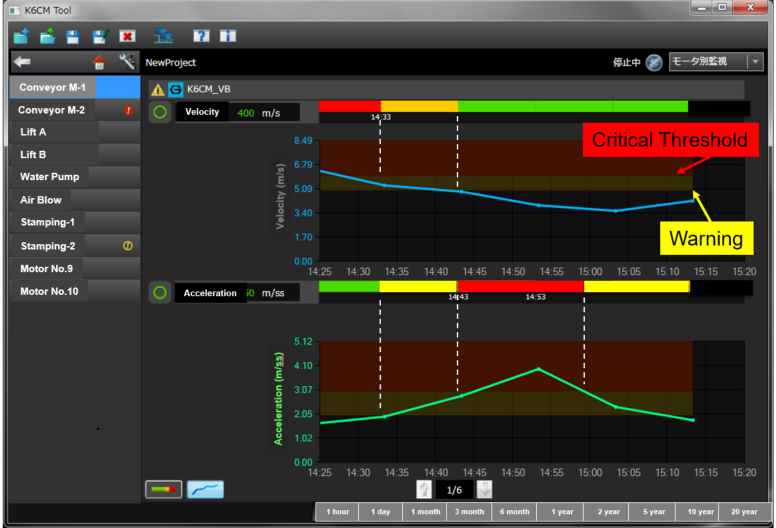 K6CM Tool
NewProject
停止中
モータ別監視
Conveyor M-1
Conveyor M-2
Lift A
Lift B
Water Pump
Air Blow
Stamping-1
Stamping-2
Motor No.9
Motor No.10
K6CM_VB
Velocity 400 m/s
14:33
Critical Threshold
Warning
Velocity (m/s)
8.49
6.79
5.09
3.40
1.70
0.00
14:25 14:30 14:35 14:40 14:45 14:50 14:55 15:00 15:05 15:10 15:15 15:20
Acceleration 0 m/ss
14:43 14:53
Acceleration (m/ss)
5.12
4.10
3.07
2.05
1.02
0.00
14:25 14:30 14:35 14:40 14:45 14:50 14:55 15:00 15:05 15:10 15:15 15:20
1/6
1 hour 1 day 1 month 3 month 6 month 1 year 2 year 5 year 10 year 20 year